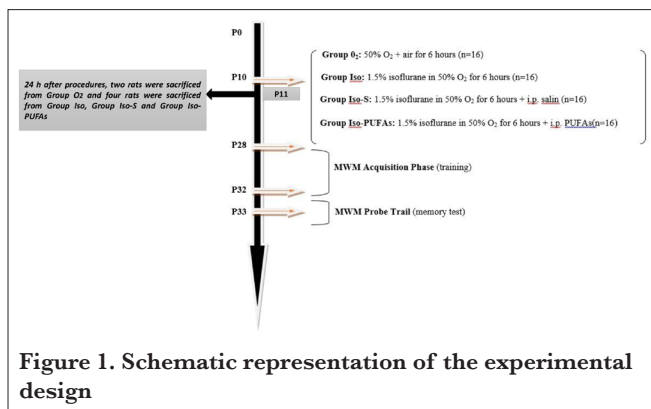 P0
P10
Group θ₂: 50% O₂ + air for 6 hours (n=16)
Group Iso: 1.5% isoflurane in 50% O₂ for 6 hours (n=16)
Group Iso-S: 1.5% isoflurane in 50% O₂ for 6 hours + i.p. salin (n=16)
Group Iso-PUFAs: 1.5% isoflurane in 50% O₂ for 6 hours + i.p. PUFAs(n=16)
24 h after procedures, two rats were sacrificed
from Group O₂ and four rats were sacrificed
from Group Iso, Group Iso-S and Group Iso-
PUFAs
P11
P28
MWM Acquisition Phase (training)
P32
P33
MWM Probe Trail (memory test)
Figure 1. Schematic representation of the experimental
design